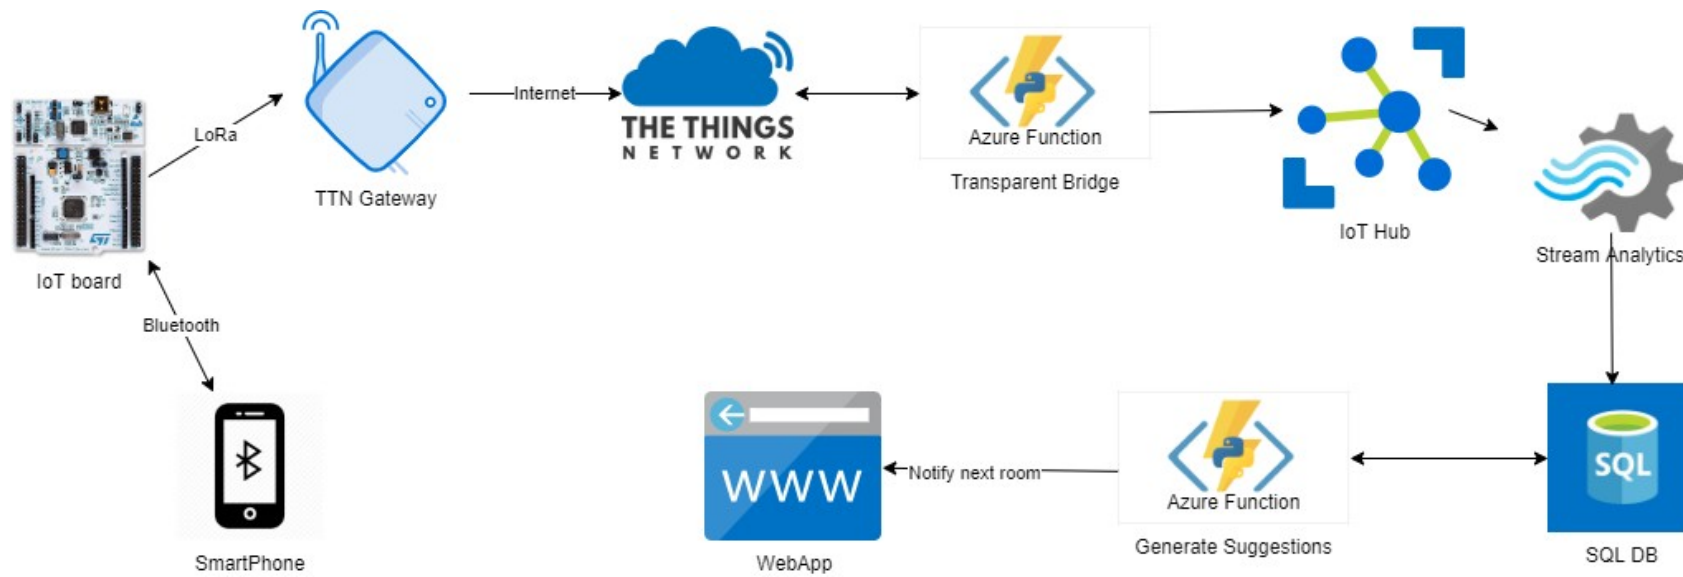 LoRa
Internet
THE THINGS
NETWORK
Azure Function
Transparent Bridge
TTN Gateway
IoT Hub
Stream Analytics
ST
IoT board
Bluetooth
SmartPhone
WWW
Notify next room
WebApp
Azure Function
Generate Suggestions
SQL
SQL DB